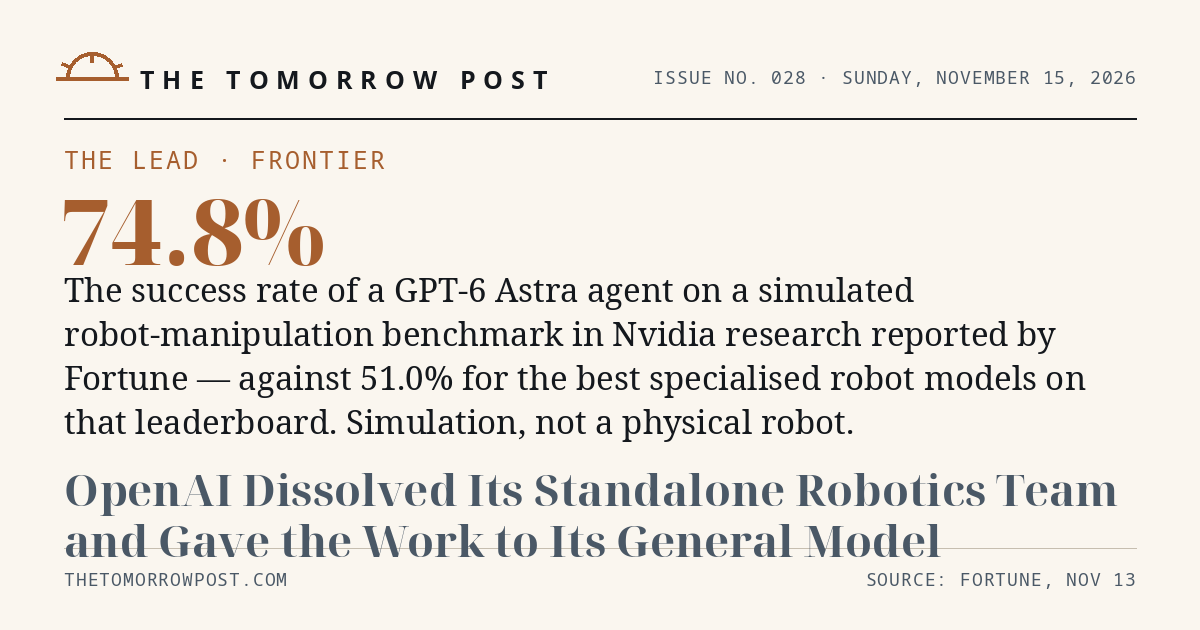 THE TOMORROW POST
ISSUE NO. 028 · SUNDAY, NOVEMBER 15, 2026
THE LEAD · FRONTIER
74.8%
The success rate of a GPT-6 Astra agent on a simulated
robot-manipulation benchmark in Nvidia research reported by
Fortune — against 51.0% for the best specialised robot models on
that leaderboard. Simulation, not a physical robot.
OpenAI Dissolved Its Standalone Robotics Team
and Gave the Work to Its General Model
THETOMORROWPOST.COM
SOURCE: FORTUNE, NOV 13